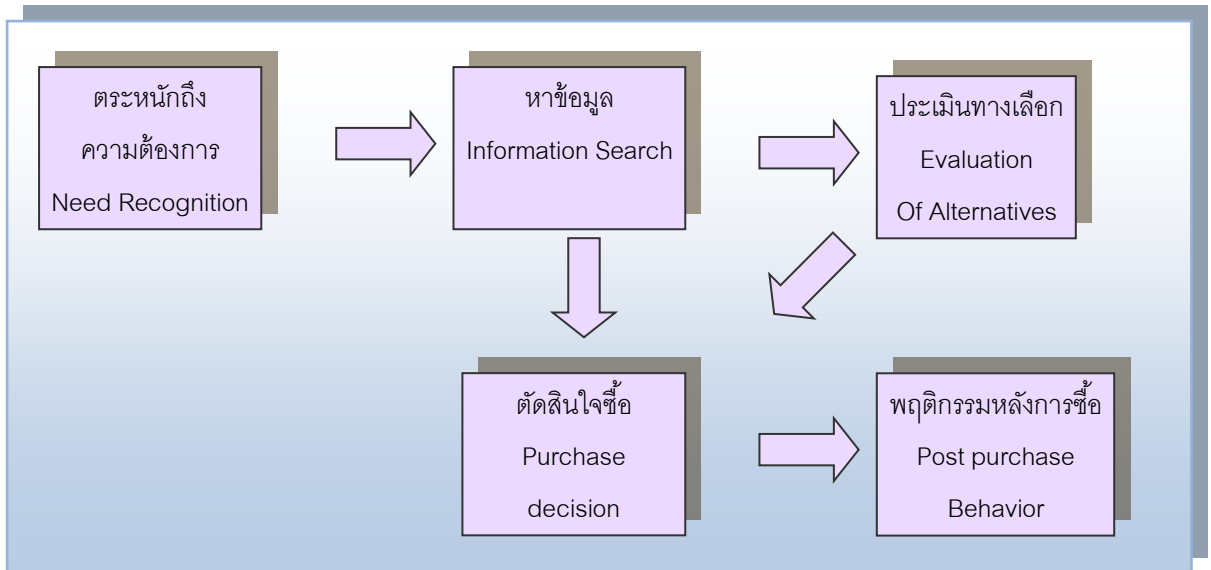 ตระหนักถึง
ความต้องการ
Need Recognition
หาข้อมูล
Information Search
ประเมินทางเลือก
Evaluation
Of Alternatives
ตัดสินใจซื้อ
Purchase
decision
พฤติกรรมหลังการซื้อ
Post purchase
Behavior